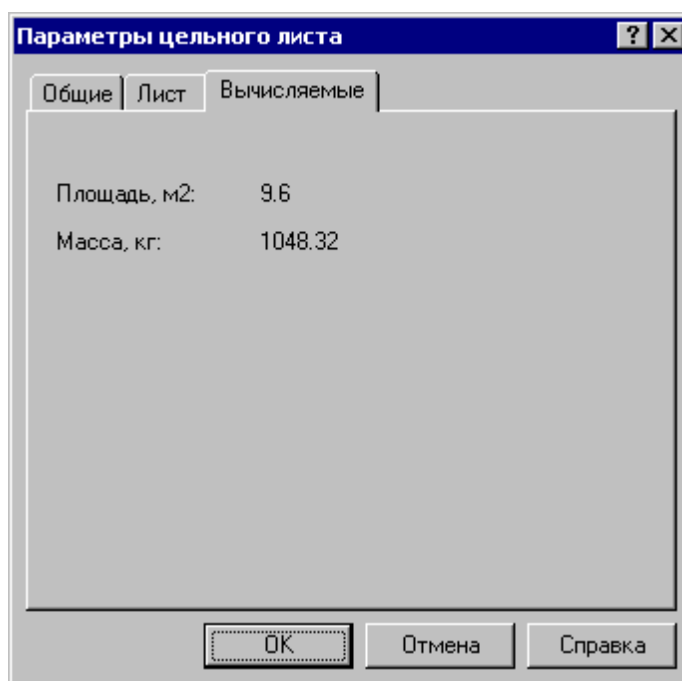 Параметры цельного листа
Общие Лист Вычисляемые
Площадь, м2: 9.6
Масса, кг: 1048.32
OK Отмена Справка